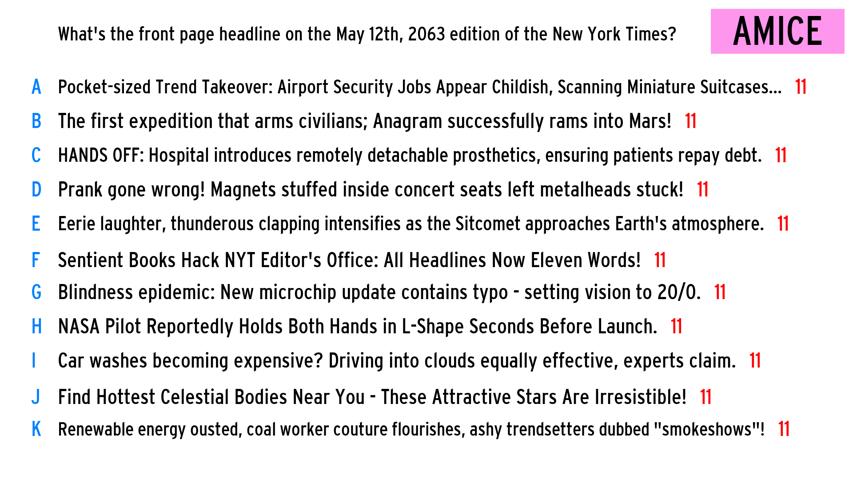 What's the front page headline on the May 12th, 2063 edition of the New York Times?
AMICE
A Pocket-sized Trend Takeover: Airport Security Jobs Appear Childish, Scanning Miniature Suitcases... 11
B The first expedition that arms civilians; Anagram successfully rams into Mars! 11
C HANDS OFF: Hospital introduces remotely detachable prosthetics, ensuring patients repay debt. 11
D Prank gone wrong! Magnets stuffed inside concert seats left metalheads stuck! 11
E Eerie laughter, thunderous clapping intensifies as the Sitcomet approaches Earth's atmosphere. 11
F Sentient Books Hack NYT Editor's Office: All Headlines Now Eleven Words! 11
G Blindness epidemic: New microchip update contains typo - setting vision to 20/0. 11
H NASA Pilot Reportedly Holds Both Hands in L-Shape Seconds Before Launch. 11
I Car washes becoming expensive? Driving into clouds equally effective, experts claim. 11
J Find Hottest Celestial Bodies Near You - These Attractive Stars Are Irresistible! 11
K Renewable energy ousted, coal worker couture flourishes, ashy trendsetters dubbed "smokeshows"! 11